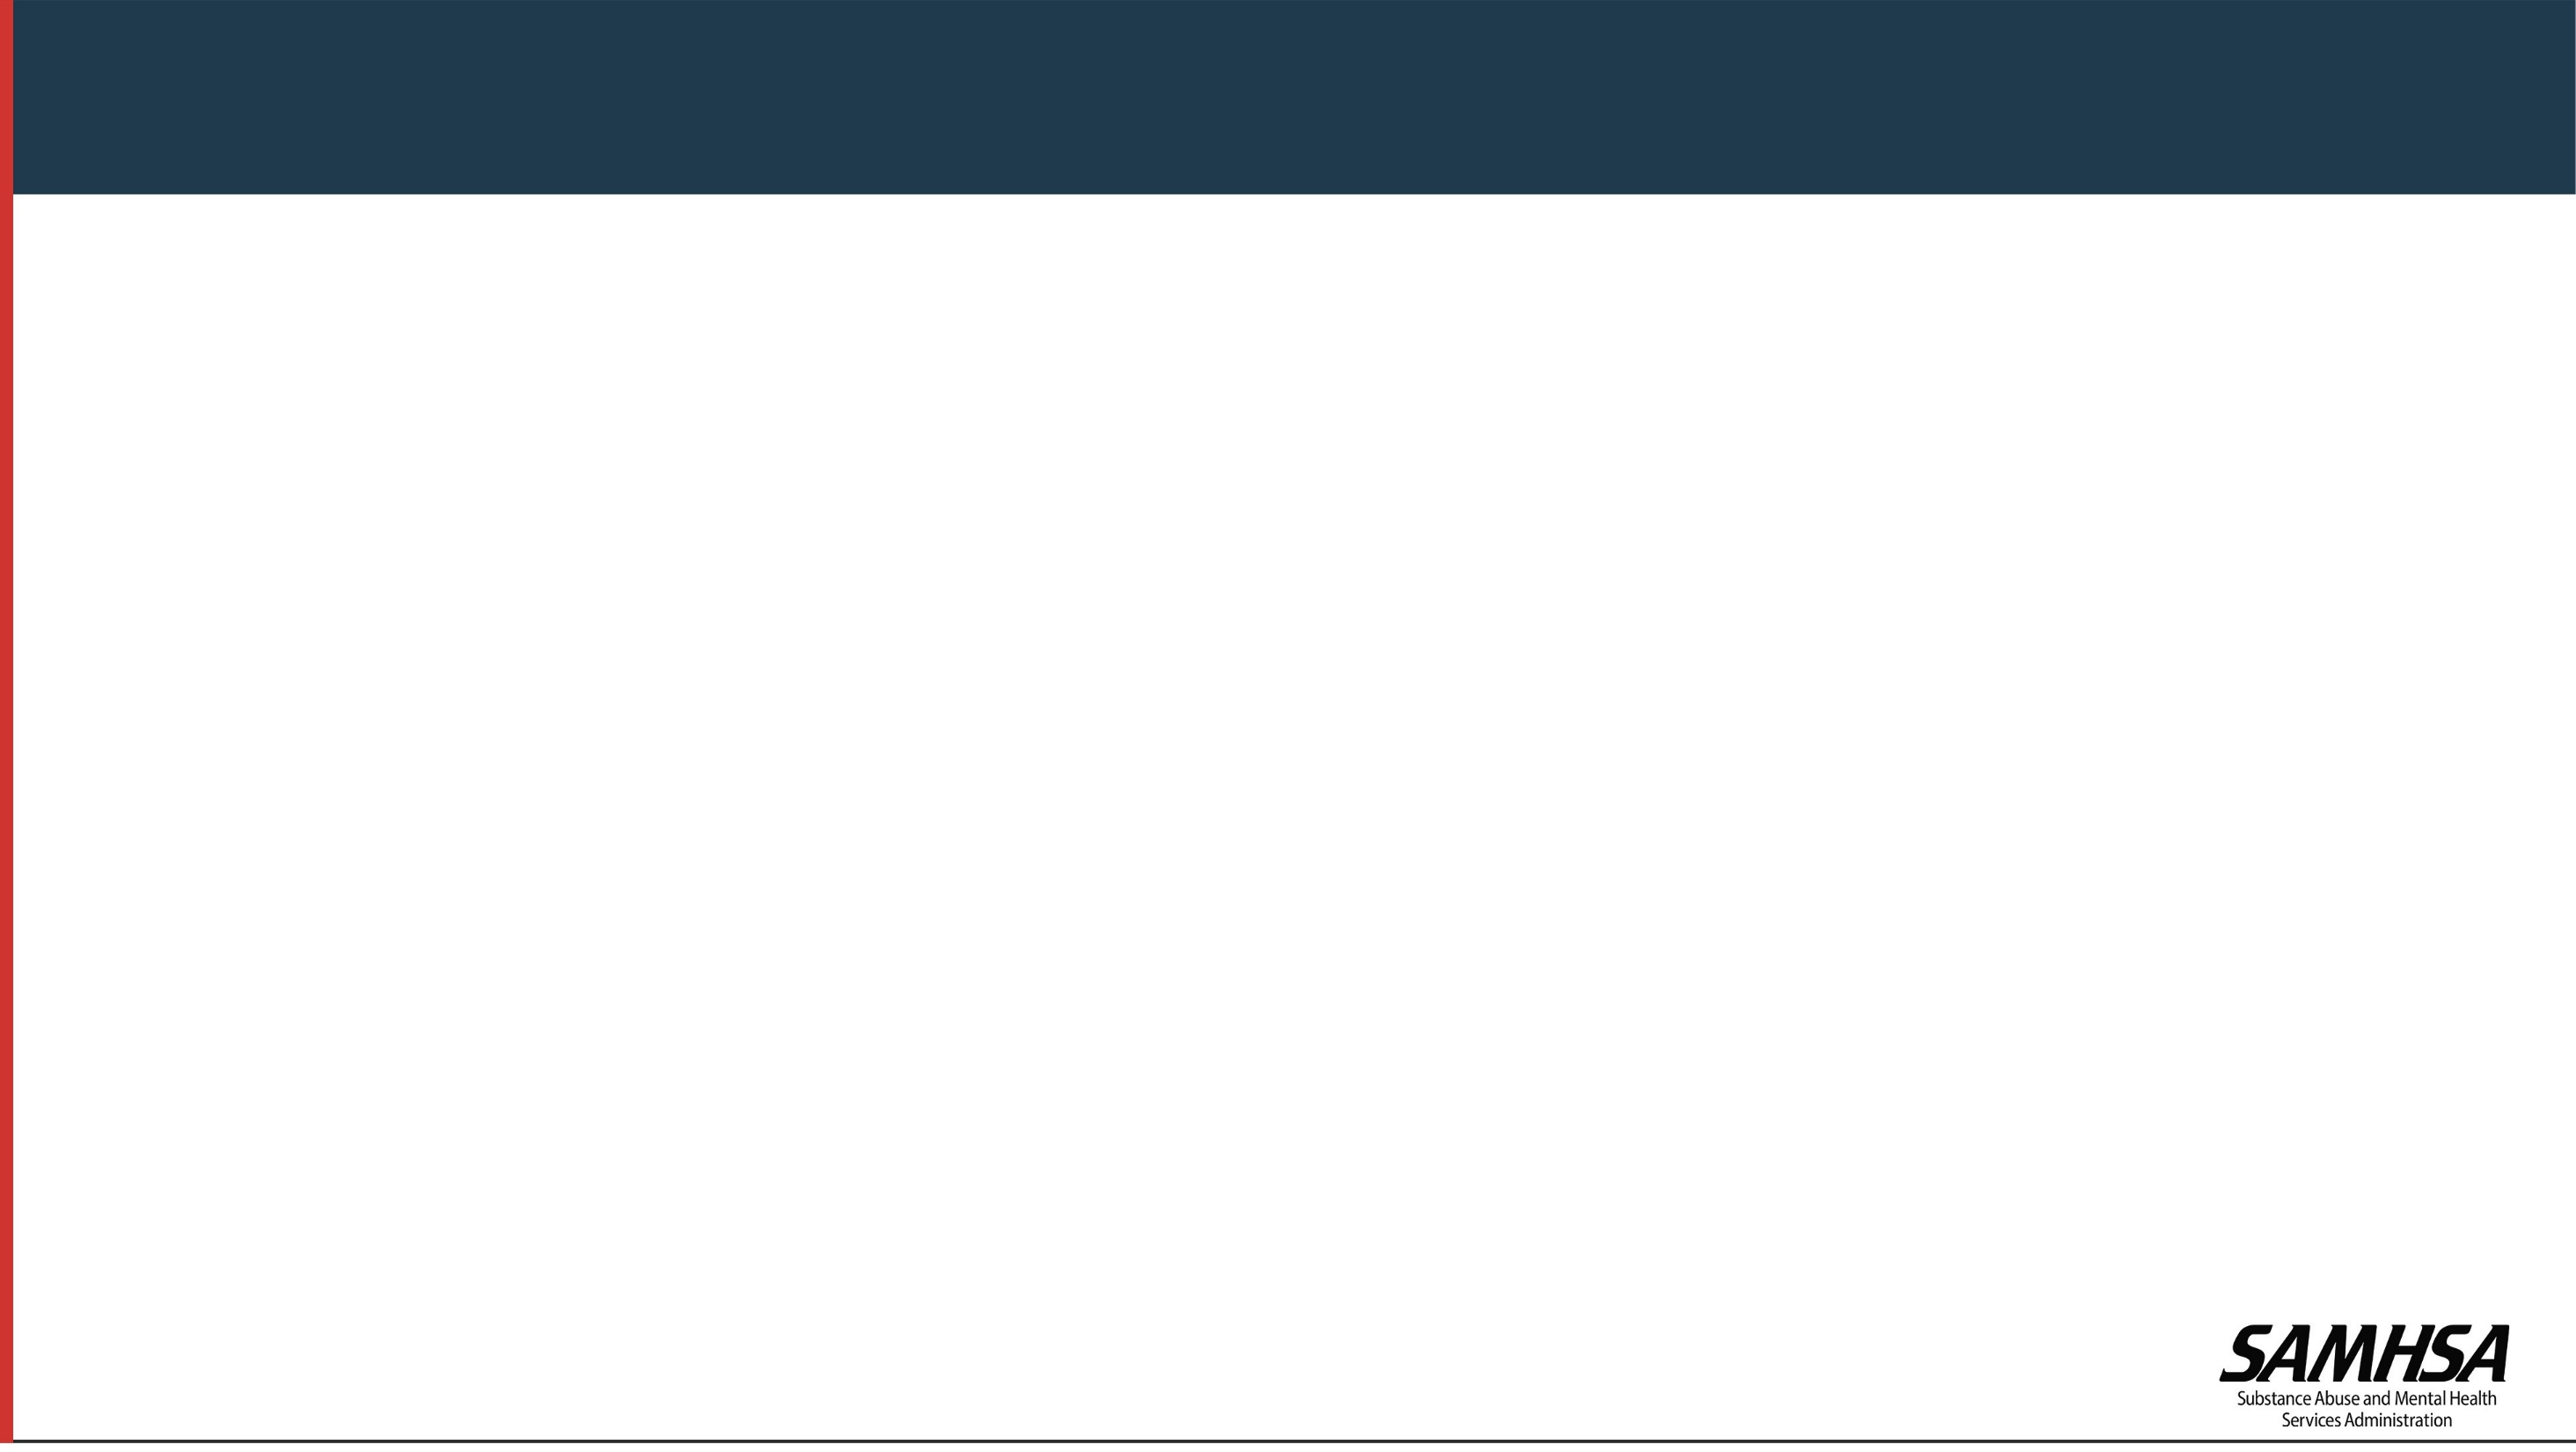 SAMHSA
Substance Abuse and Mental Health
Services Administration